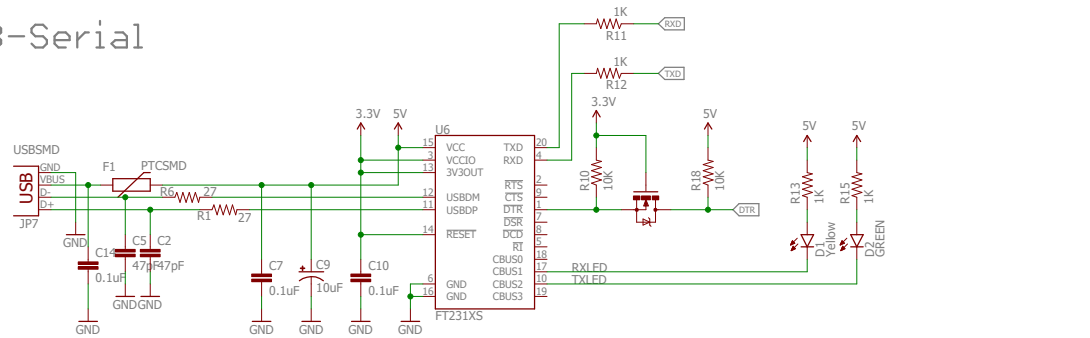 B-Serial
1K
RXD
R11
1K
TXD
R12
3.3V
3.3V
5V
5V
5V
5V
U6
USBSMD
F1
PTCSMD
USB
GND
VBUS
D-
D+
JP7
R6
27
R1
27
15
VCC
TXD
20
3
VCCIO
RXD
4
13
3V3OUT
RTS
2
12
USBDM
CTS
9
11
USBDP
DTR
1
DSR
7
14
RESET
DCD
8
RI
5
CBUS0
18
CBUS1
17
6
GND
CBUS2
10
16
GND
CBUS3
19
FT231XS
R10
10K
R18
10K
DTR
R13
1K
R15
1K
D1
Yellow
D2
GREEN
RXLED
TXLED
GND
C14
0.1uF
C5
47pF
C2
47pF
C7
0.1uF
C9
10uF
C10
0.1uF
GND
GND
GND
GND
GND
GND
GND